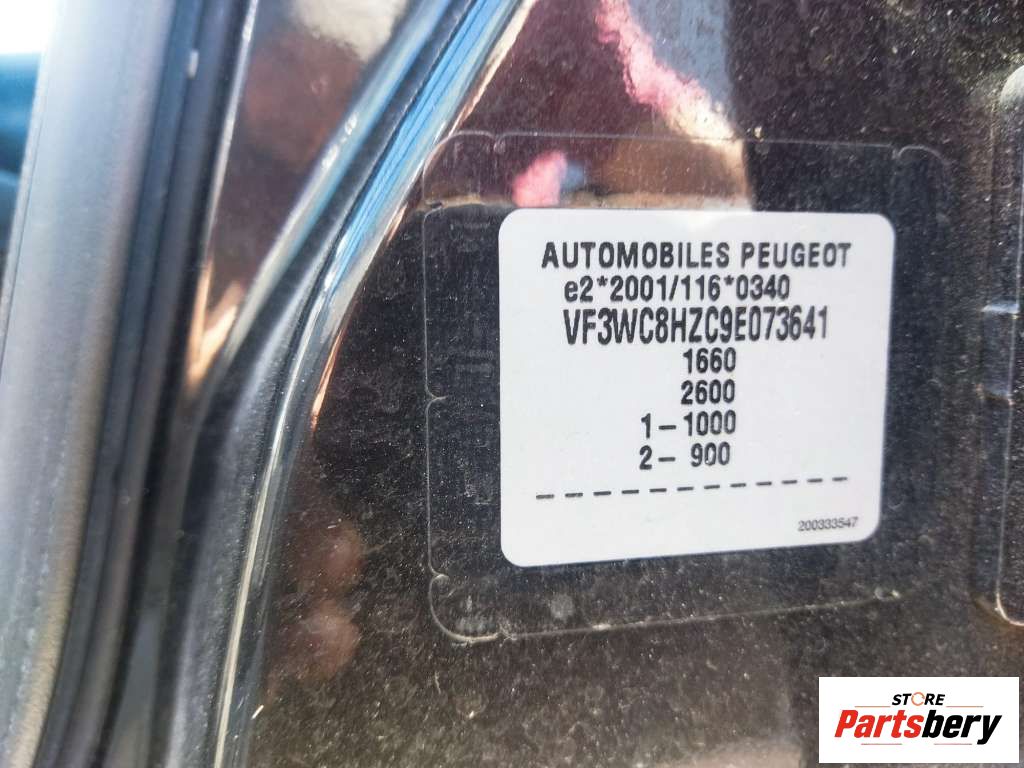 AUTOMOBILES PEUGEOT
e2*2001/116*0340
VF3WC8HZC9E073641
1660
2600
1- 1000
2- 900
- - - - - - - - - - - - - -
200333547
STORE
Partsbery